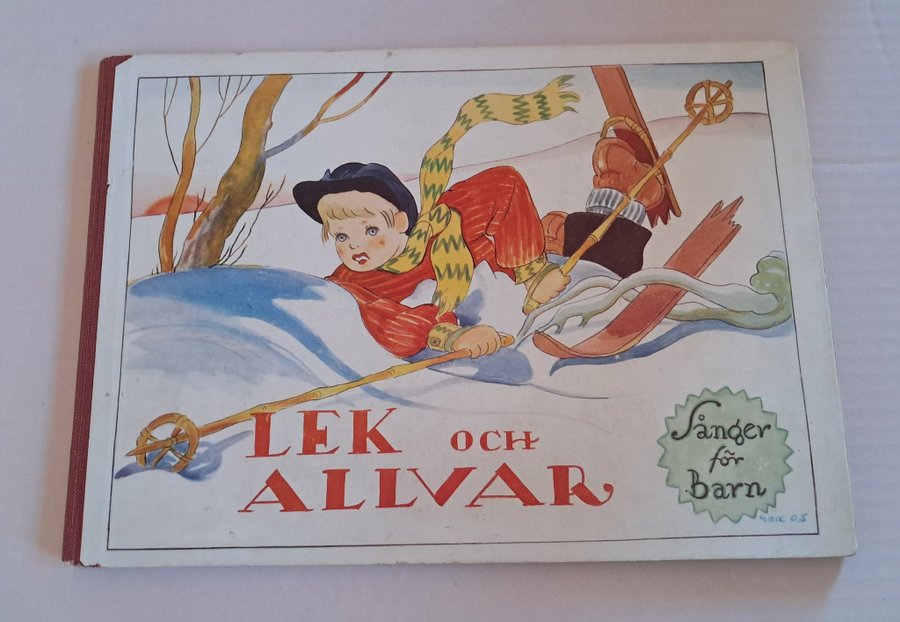 LEK OCH
ALLVAR
Sånger
för
Barn